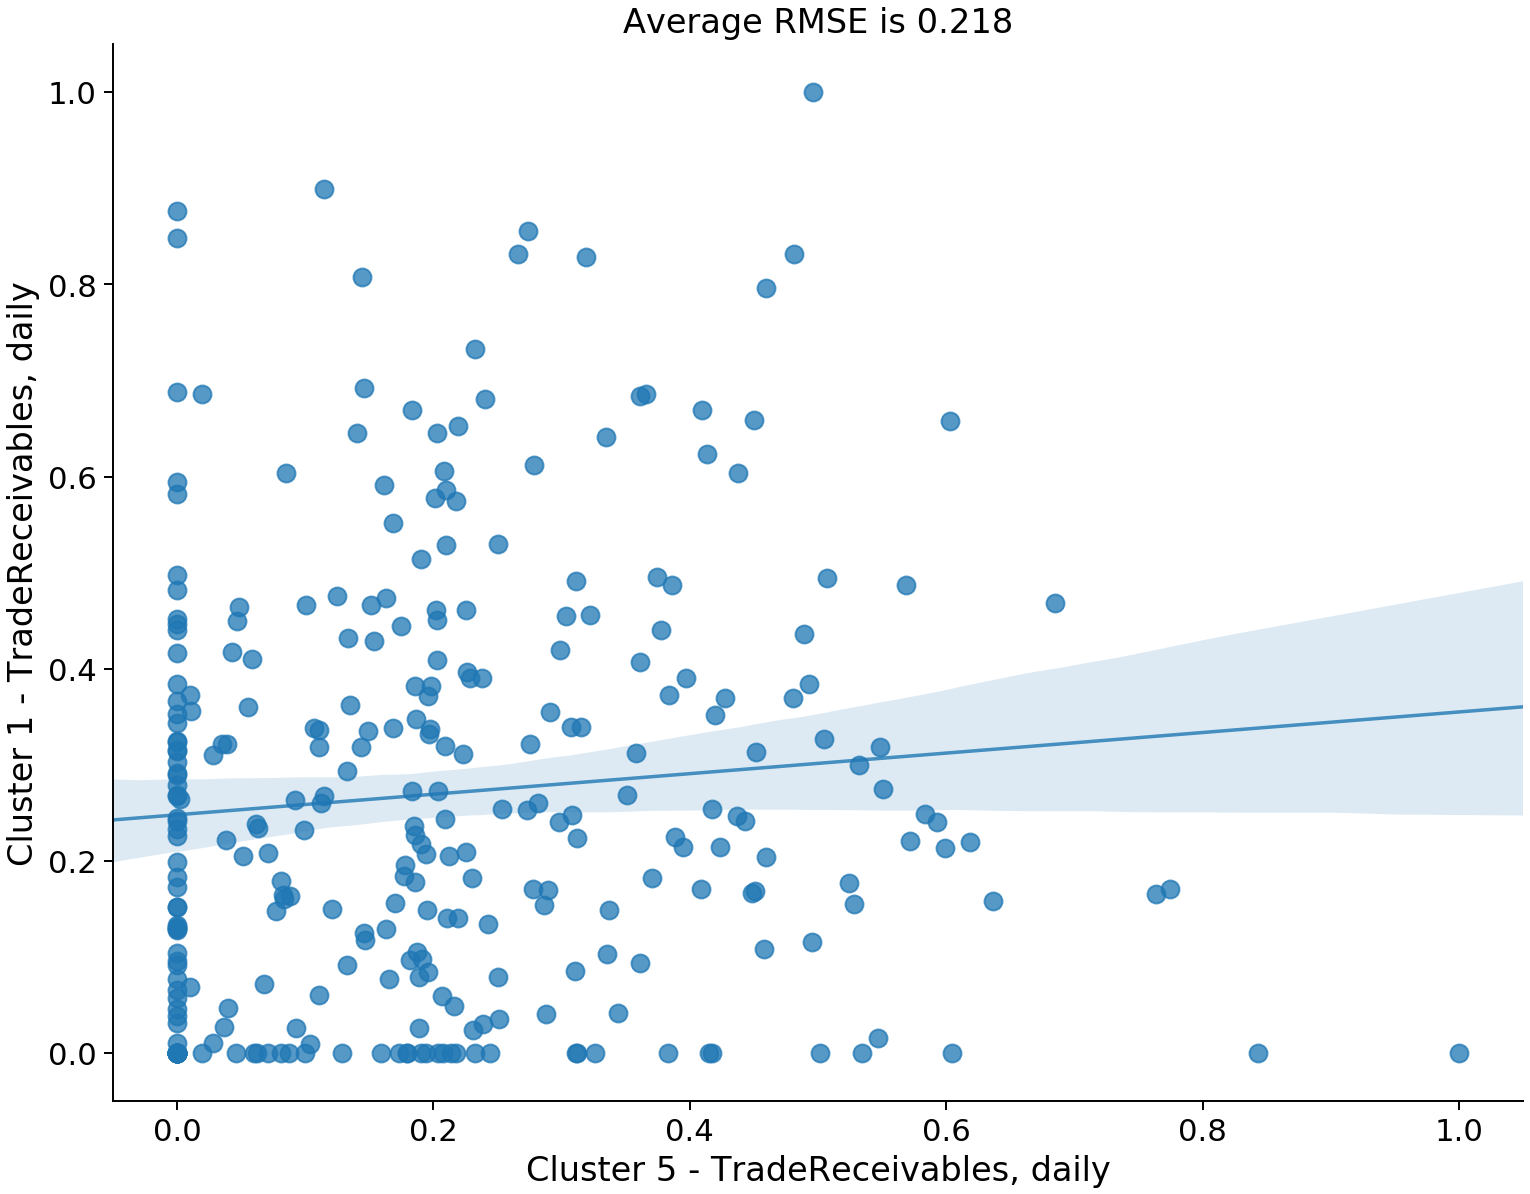 Average RMSE is 0.218
1.0
0.8
0.6
0.4
0.2
0.0
Cluster 1 - TradeReceivables, daily
0.0 0.2 0.4 0.6 0.8 1.0
Cluster 5 - TradeReceivables, daily